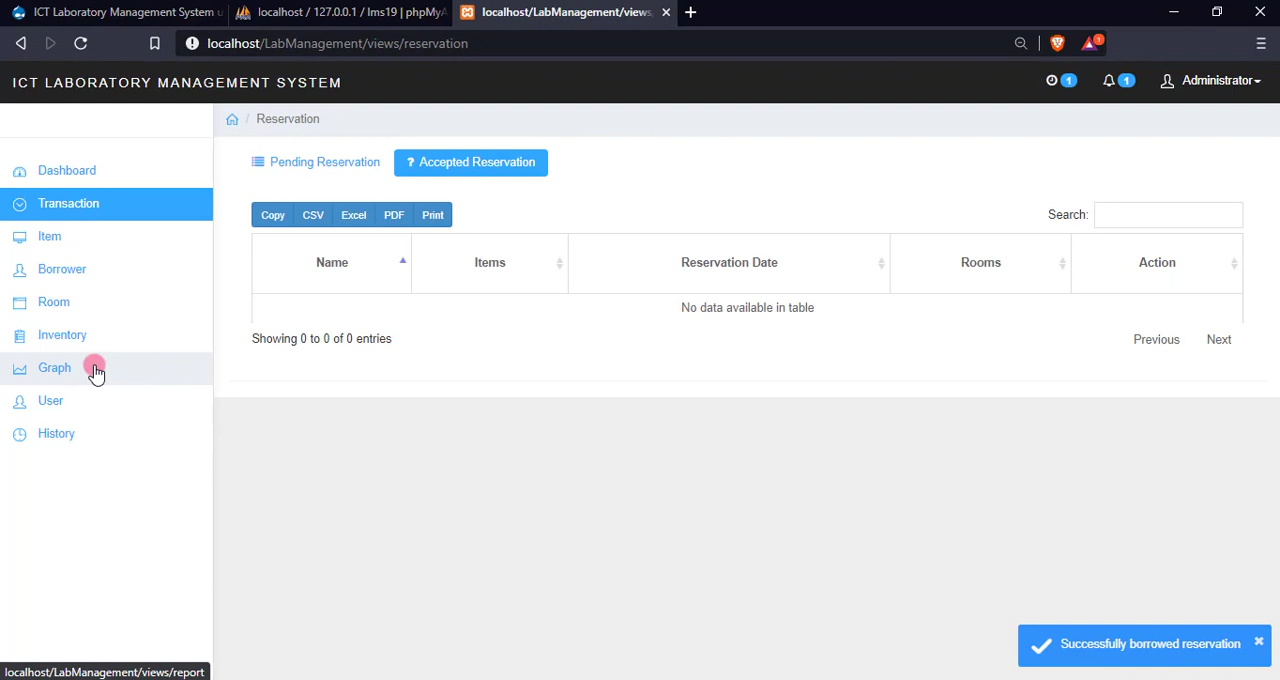 ICT Laboratory Management System u
localhost / 127.0.0.1 / lms19 | phpMyA
localhost/LabManagement/views
localhost/LabManagement/views/reservation
1
ICT LABORATORY MANAGEMENT SYSTEM
1
1
Administrator
/ Reservation
Dashboard
Transaction
Item
Borrower
Room
Inventory
Graph
User
History
Pending Reservation
? Accepted Reservation
Copy CSV Excel PDF Print
Search:
Name Items Reservation Date Rooms Action
No data available in table
Showing 0 to 0 of 0 entries
Previous Next
Successfully borrowed reservation
localhost/LabManagement/views/report